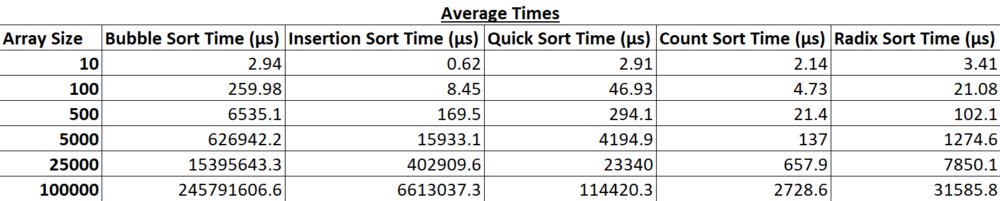 Average Times
Array Size Bubble Sort Time (µs) Insertion Sort Time (µs) Quick Sort Time (µs) Count Sort Time (µs) Radix Sort Time (µs)
10 2.94 0.62 2.91 2.14 3.41
100 259.98 8.45 46.93 4.73 21.08
500 6535.1 169.5 294.1 21.4 102.1
5000 626942.2 15933.1 4194.9 137 1274.6
25000 15395643.3 402909.6 23340 657.9 7850.1
100000 245791606.6 6613037.3 114420.3 2728.6 31585.8